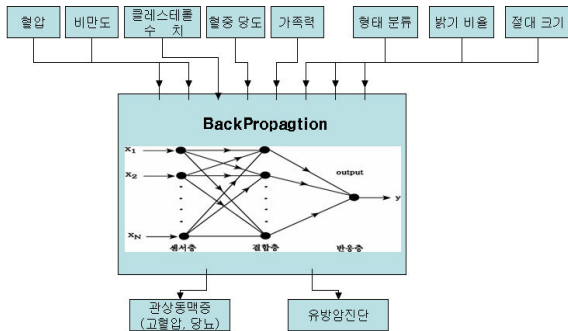 혈압
비만도
콜레스테롤
수 치
혈중 당도
가족력
형태 분류
밝기 비율
절대 크기
BackPropagtion
x1
x2
xN
output
y
센서층
결합층
반응층
관상동맥증
(고혈압, 당뇨)
유방암진단